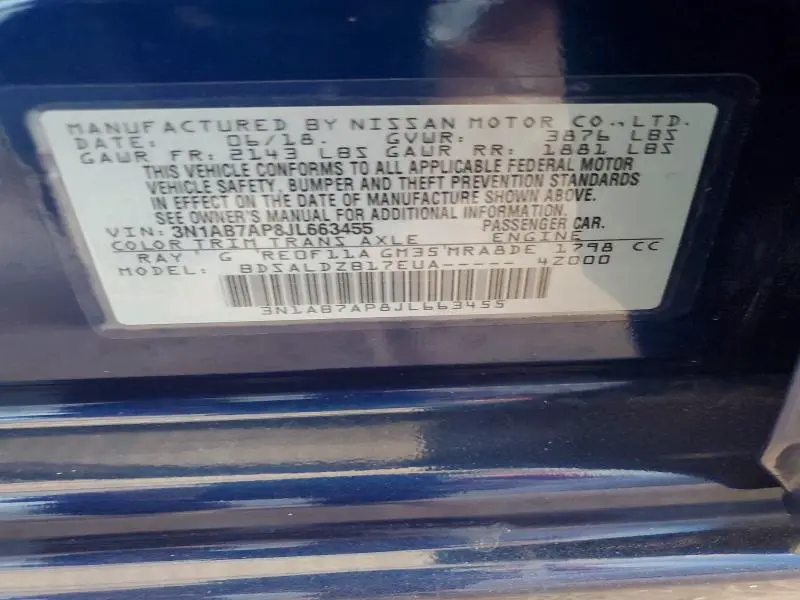 MANUFACTURED BY NISSAN MOTOR CO., LTD.
DATE: 06/18. GVWR: 3876 LBS
GAWR FR: 2143 LBS GAWR RR: 1881 LBS
THIS VEHICLE CONFORMS TO ALL APPLICABLE FEDERAL MOTOR
VEHICLE SAFETY, BUMPER AND THEFT PREVENTION STANDARDS
IN EFFECT ON THE DATE OF MANUFACTURE SHOWN ABOVE.
SEE OWNER'S MANUAL FOR ADDITIONAL INFORMATION.
VIN: 3N1AB7AP8JL663455 PASSENGER CAR.
COLOR TRIM TRANS AXLE ENGINE
RAY G RE0F11A GM35 MRA8DE 1798 CC
MODEL: BDSALDZB17EUA----- 4Z000
3N1AB7AP8JL663455